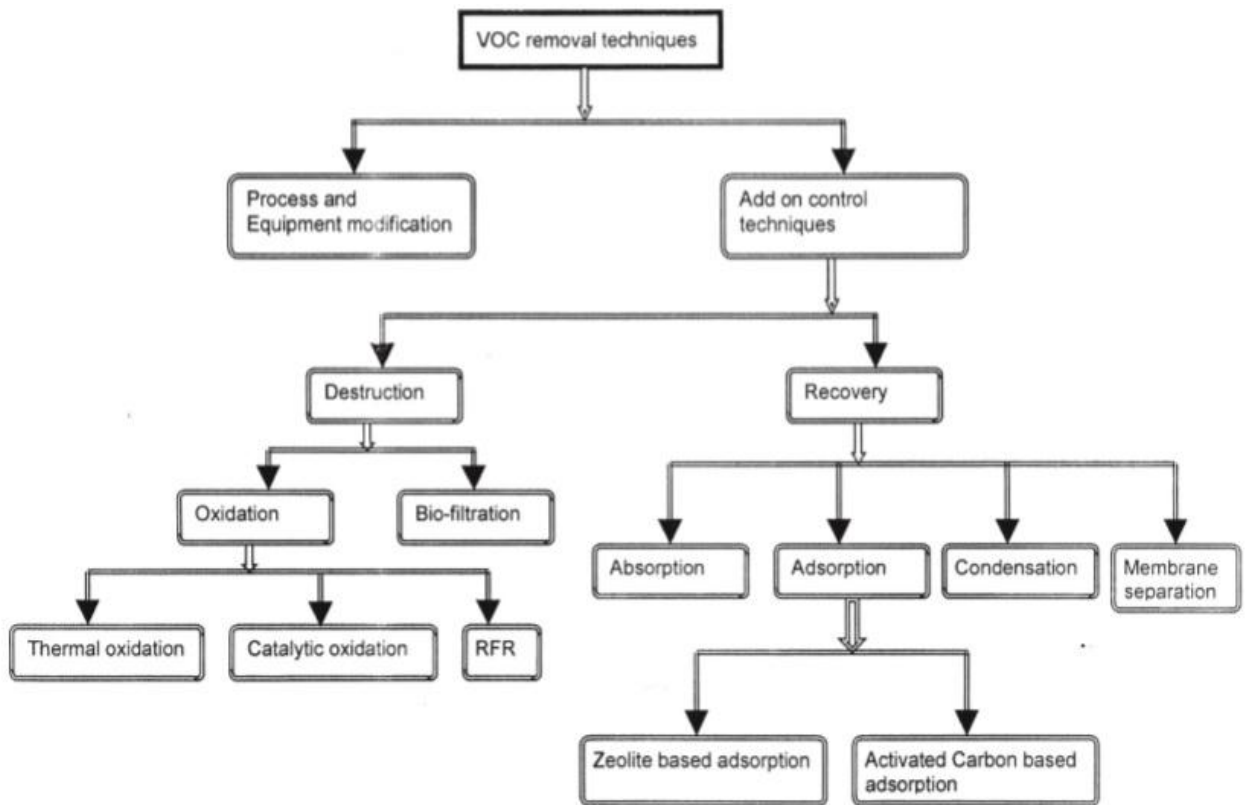 VOC removal techniques
Process and
Equipment modification
Add on control
techniques
Destruction
Recovery
Oxidation
Bio-filtration
Absorption
Adsorption
Condensation
Membrane
separation
Thermal oxidation
Catalytic oxidation
RFR
Zeolite based adsorption
Activated Carbon based
adsorption